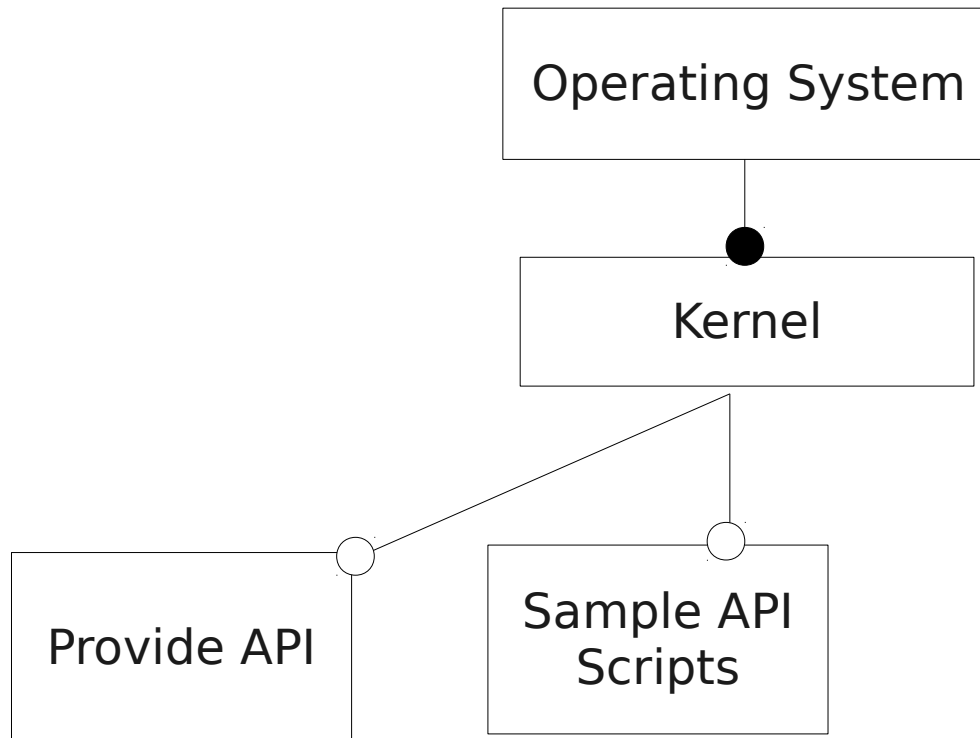 Operating System
Kernel
Provide API
Sample API
Scripts